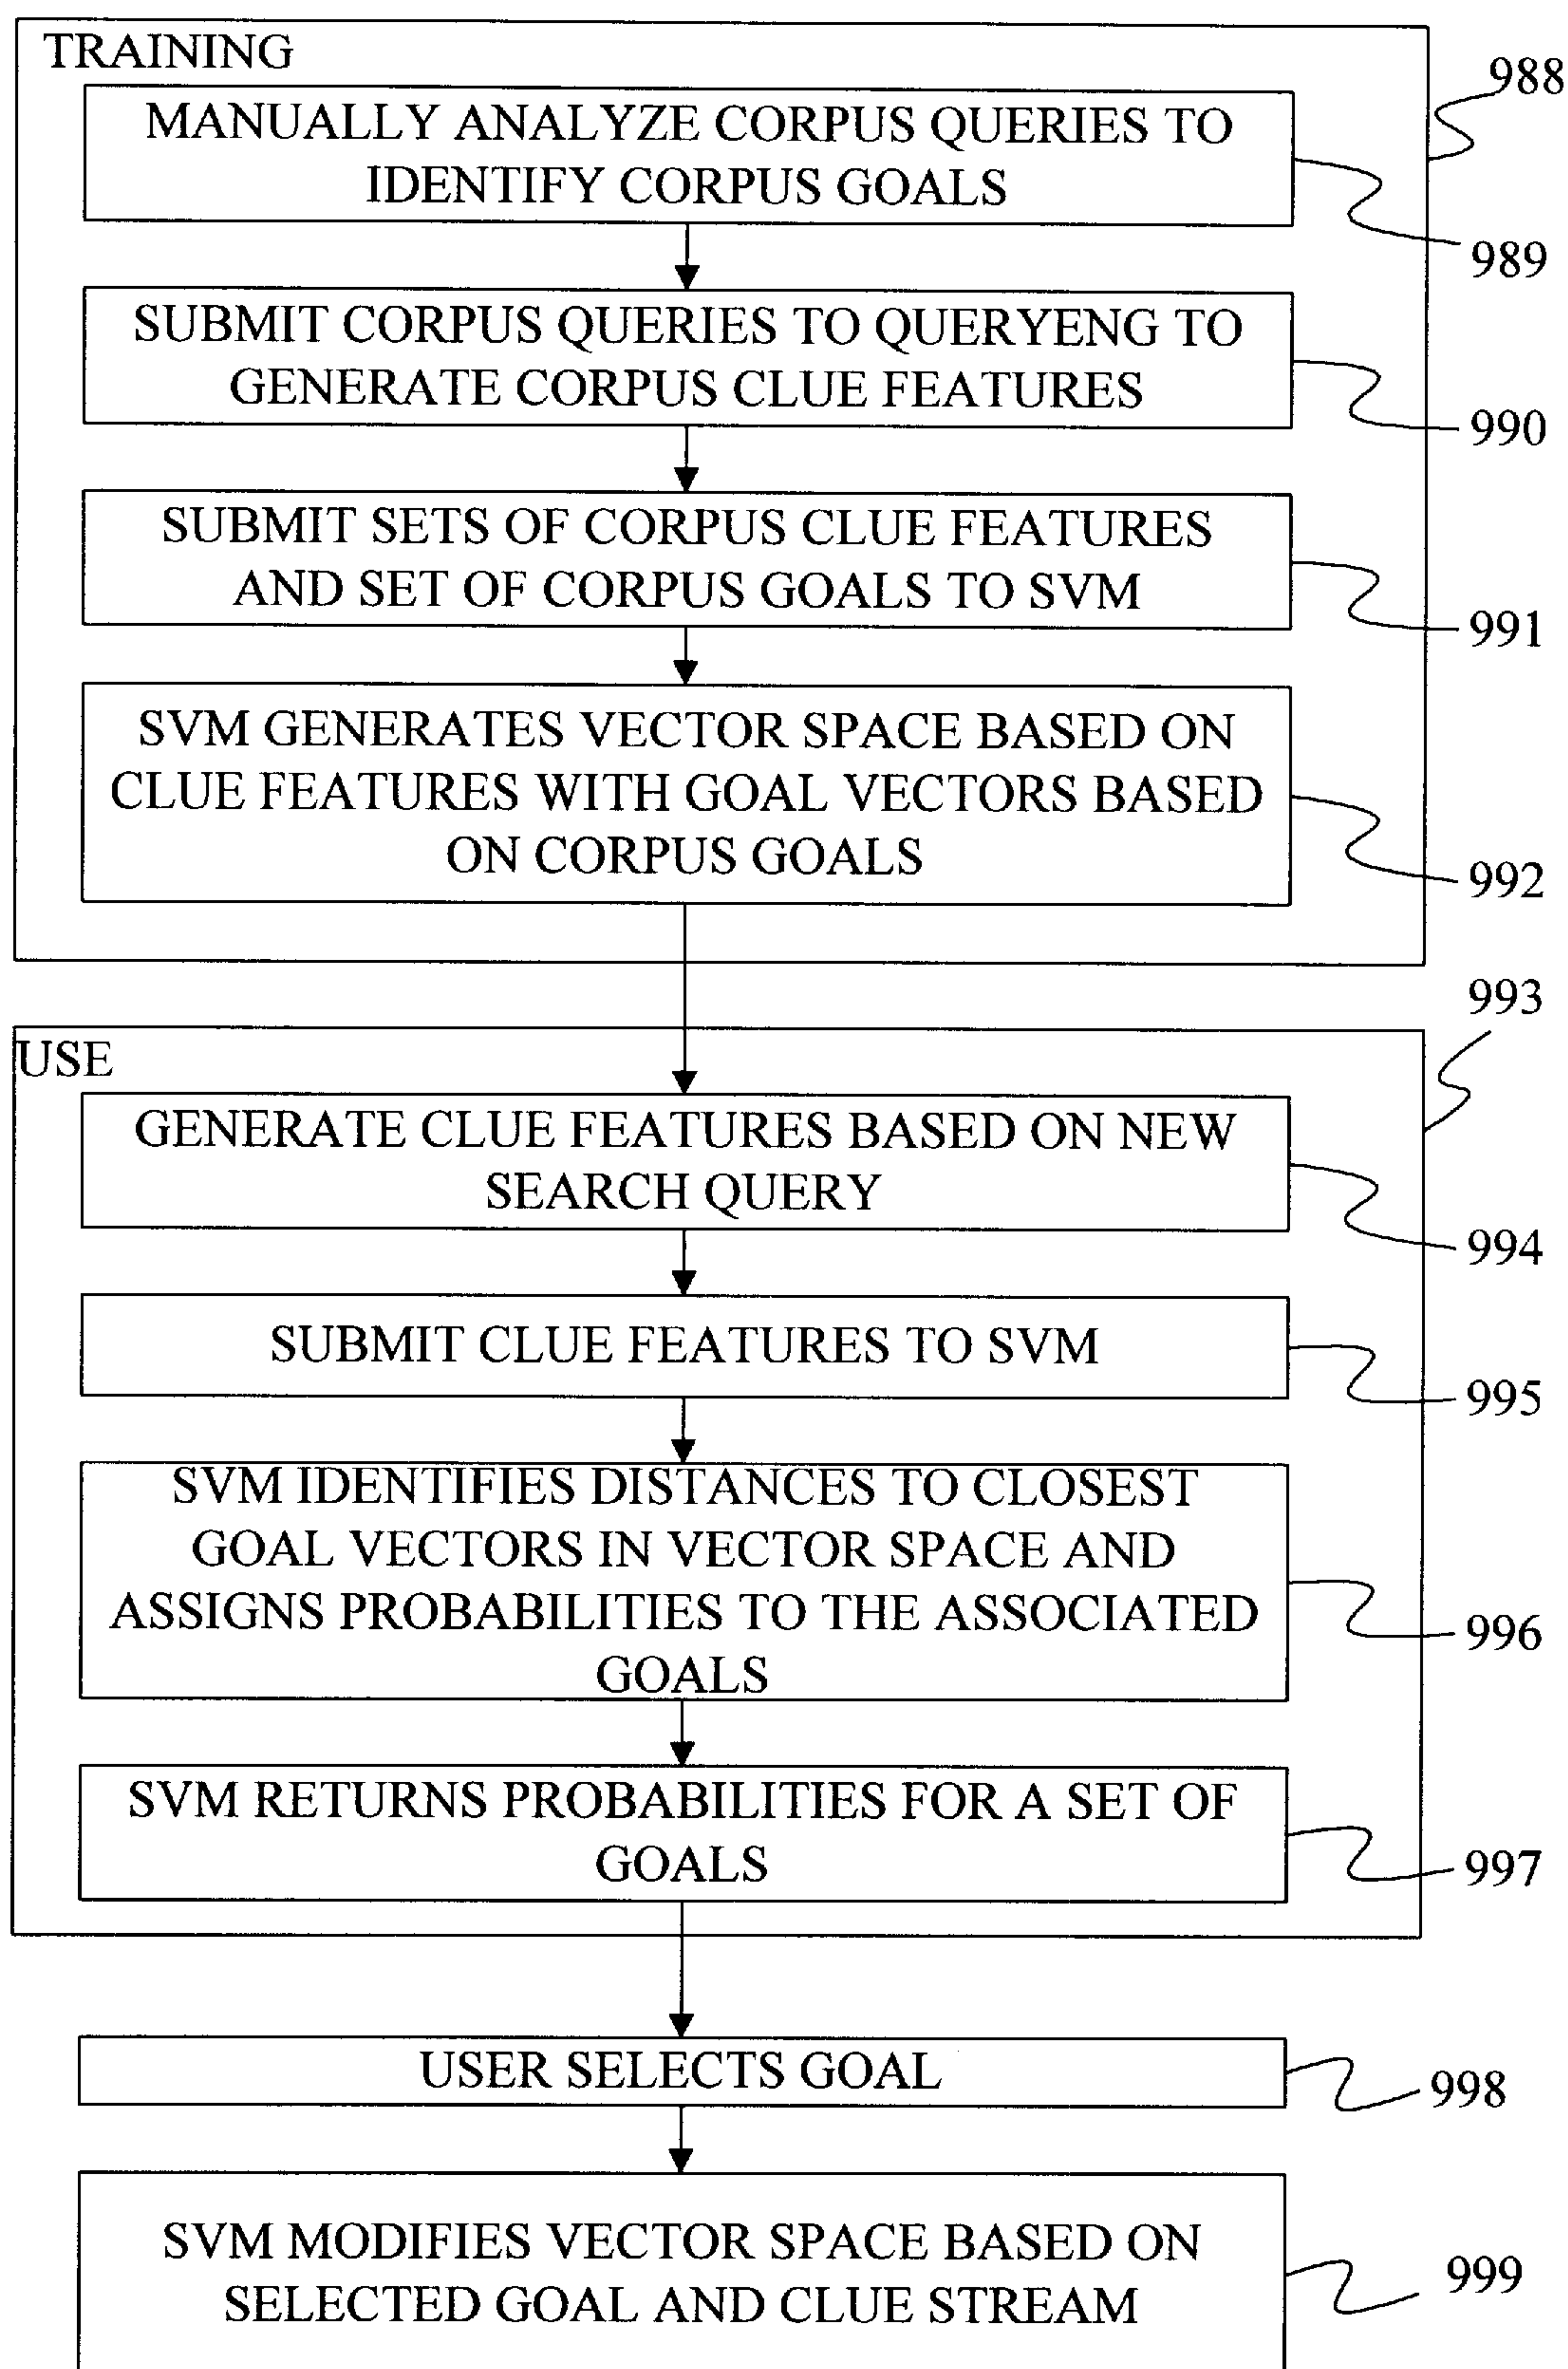 TRAINING
988
MANUALLY ANALYZE CORPUS QUERIES TO
IDENTIFY CORPUS GOALS
989
SUBMIT CORPUS QUERIES TO QUERYENG TO
GENERATE CORPUS CLUE FEATURES
990
SUBMIT SETS OF CORPUS CLUE FEATURES
AND SET OF CORPUS GOALS TO SVM
991
SVM GENERATES VECTOR SPACE BASED ON
CLUE FEATURES WITH GOAL VECTORS BASED
ON CORPUS GOALS
992
993
USE
GENERATE CLUE FEATURES BASED ON NEW
SEARCH QUERY
994
SUBMIT CLUE FEATURES TO SVM
995
SVM IDENTIFIES DISTANCES TO CLOSEST
GOAL VECTORS IN VECTOR SPACE AND
ASSIGNS PROBABILITIES TO THE ASSOCIATED
GOALS
996
SVM RETURNS PROBABILITIES FOR A SET OF
GOALS
997
USER SELECTS GOAL
998
SVM MODIFIES VECTOR SPACE BASED ON
SELECTED GOAL AND CLUE STREAM
999